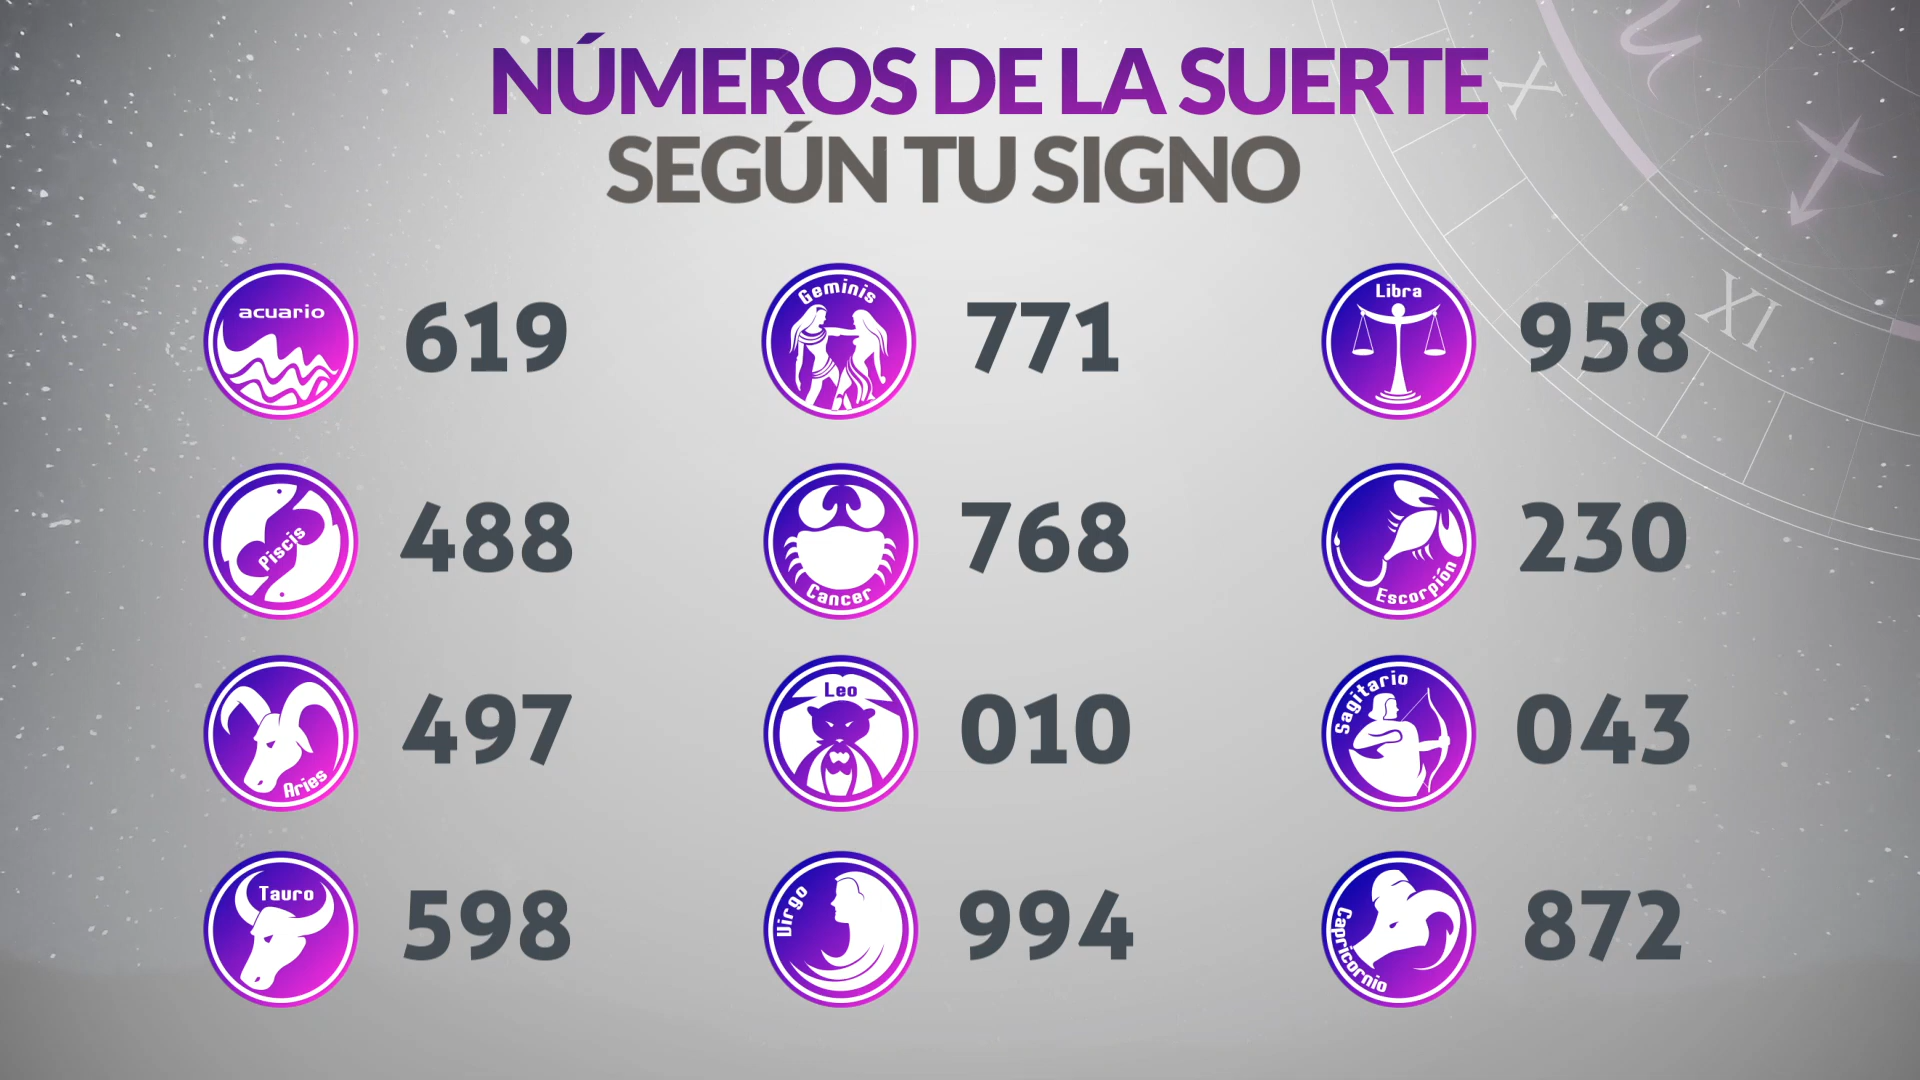 NÚMEROS DE LA SUERTE
SEGÚN TU SIGNO
acuario 619
Geminis 771
Libra 958
Piscis 488
Cancer 768
Escorpión 230
Aries 497
Leo 010
Sagitario 043
Tauro 598
Virgo 994
Capricornio 872
X
XI